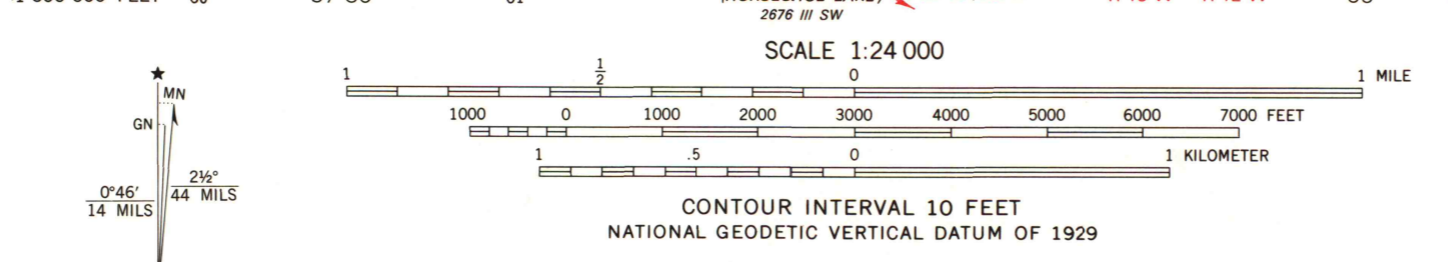 2676 III SW
SCALE 1:24 000
1 1/2 0 1 MILE
1000 0 1000 2000 3000 4000 5000 6000 7000 FEET
1 .5 0 1 KILOMETER
CONTOUR INTERVAL 10 FEET
NATIONAL GEODETIC VERTICAL DATUM OF 1929
★
MN
GN
0°46′
14 MILS
2½°
44 MILS